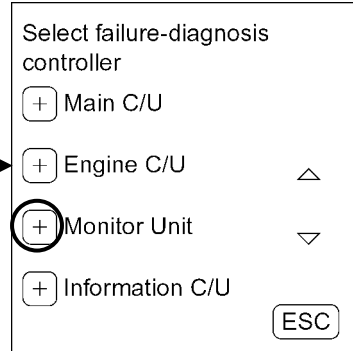 Select failure-diagnosis
controller
+ Main C/U
+ Engine C/U
+ Monitor Unit
+ Information C/U
ESC